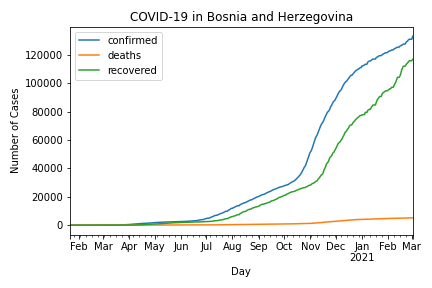 COVID-19 in Bosnia and Herzegovina
confirmed
deaths
recovered
Number of Cases
120000
100000
80000
60000
40000
20000
0
Feb Mar Apr May Jun Jul Aug Sep Oct Nov Dec Jan Feb Mar
2021
Day